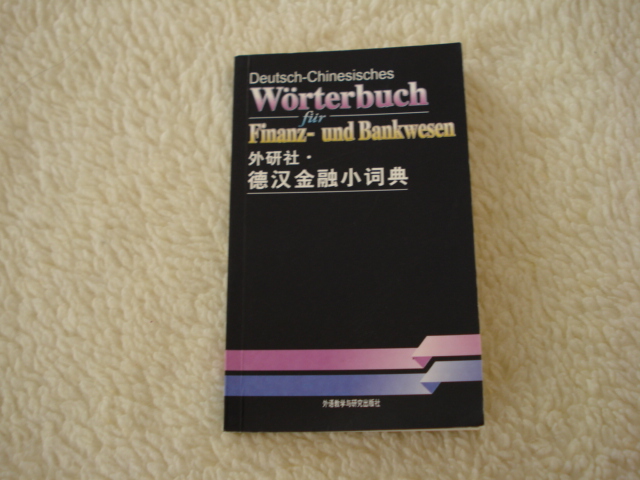 Deutsch-Chinesisches
Wörterbuch
für
Finanz- und Bankwesen
外研社·
德汉金融小词典
外语教学与研究出版社